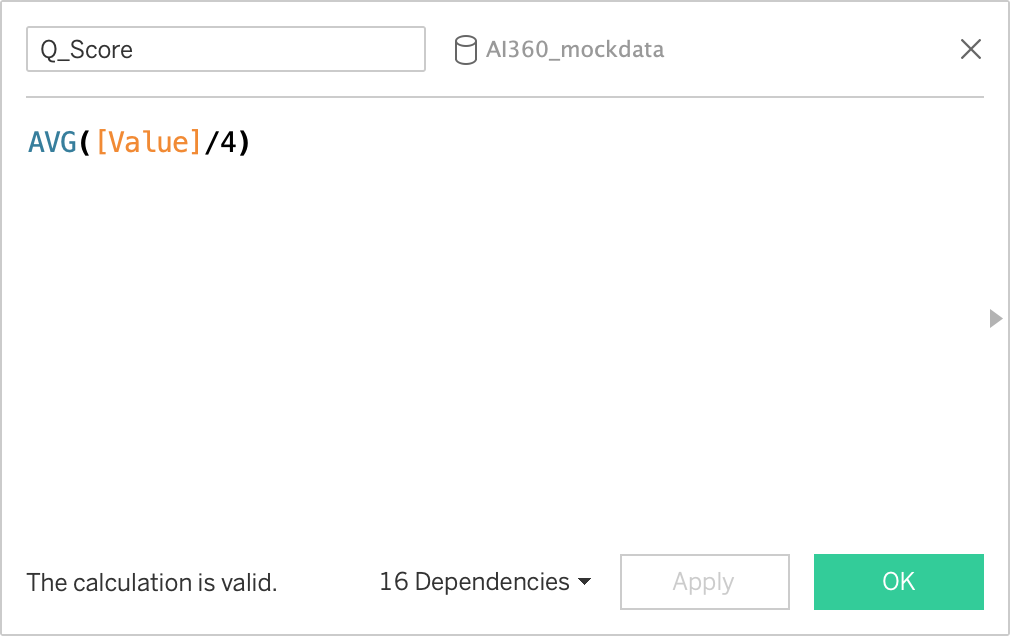 Q_Score
AI360_mockdata
AVG([Value]/4)
The calculation is valid.
16 Dependencies
Apply
OK